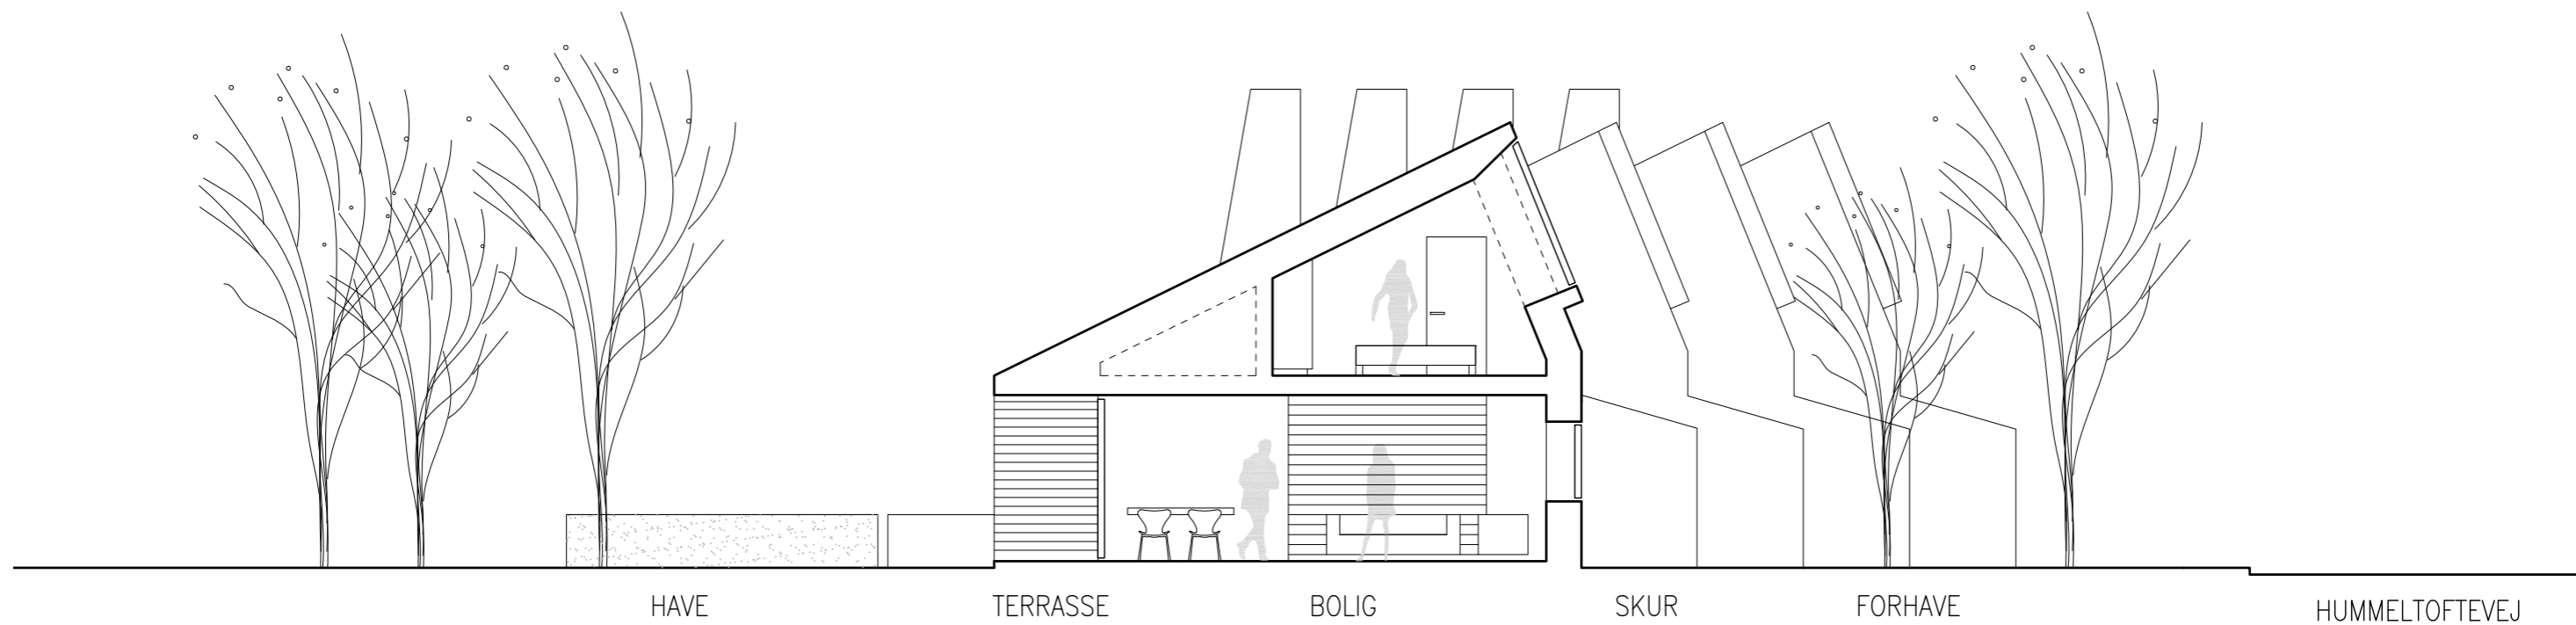 HAVE
TERRASSE
BOLIG
SKUR
FORHAVE
HUMMELTOFTEVEJ